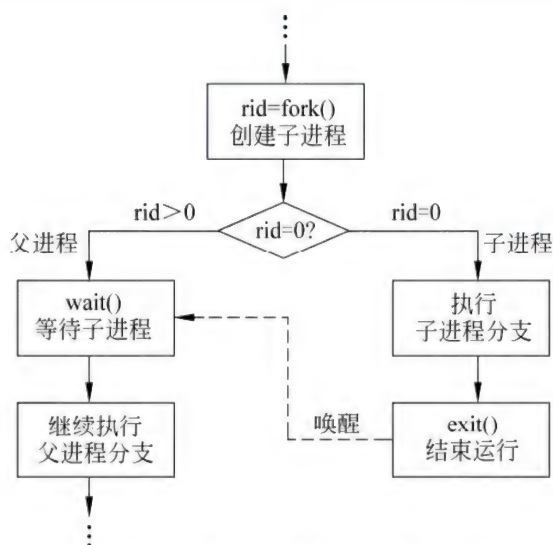 rid=fork()
创建子进程
rid>0
rid=0?
rid=0
父进程
子进程
wait()
等待子进程
执行
子进程分支
继续执行
父进程分支
唤醒
exit()
结束运行